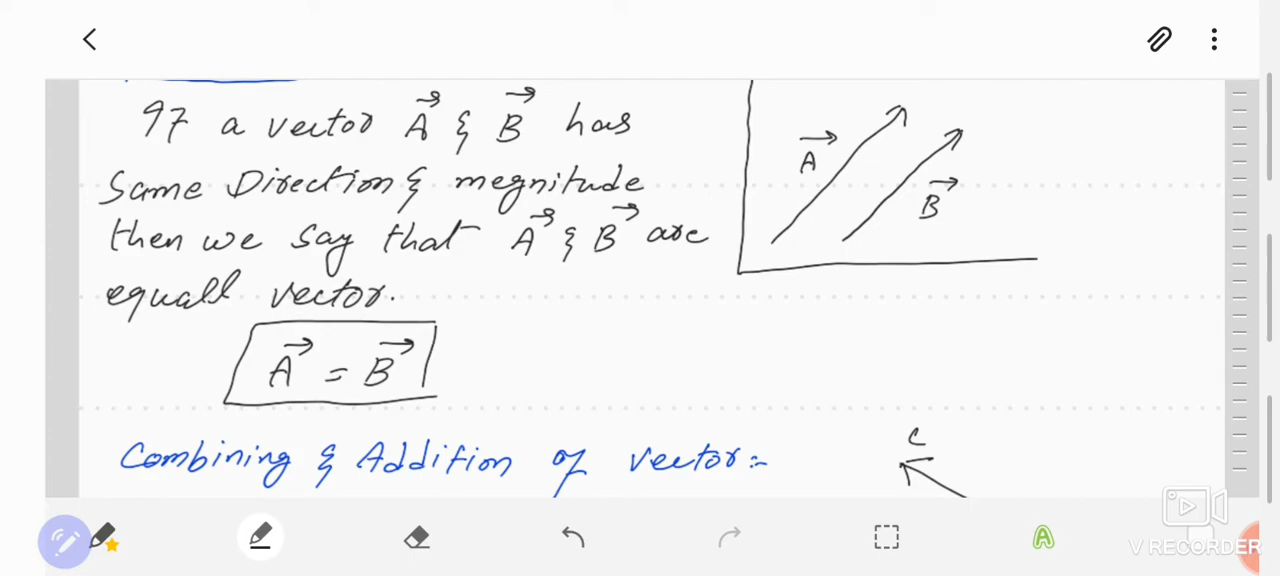 If a vector A⃗ & B⃗ has
Same Direction & megnitude
then we say that A⃗ & B⃗ are
equall vector.
A⃗ = B⃗
A⃗
B⃗
Combining & Addition of vector :-
C
A
V RECORDER